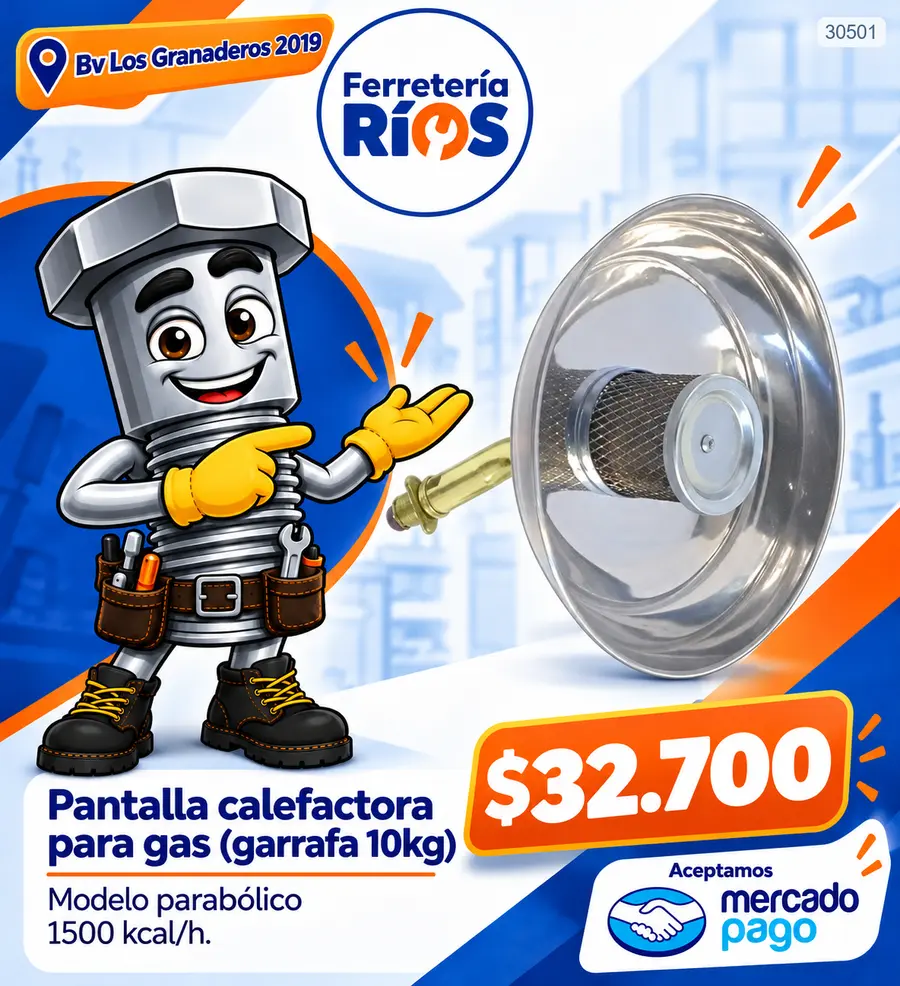 Bv Los Granaderos 2019
30501
Ferretería
RíOS
$32.700
Pantalla calefactora
para gas (garrafa 10kg)
Modelo parabólico
1500 kcal/h.
Aceptamos
mercado
pago